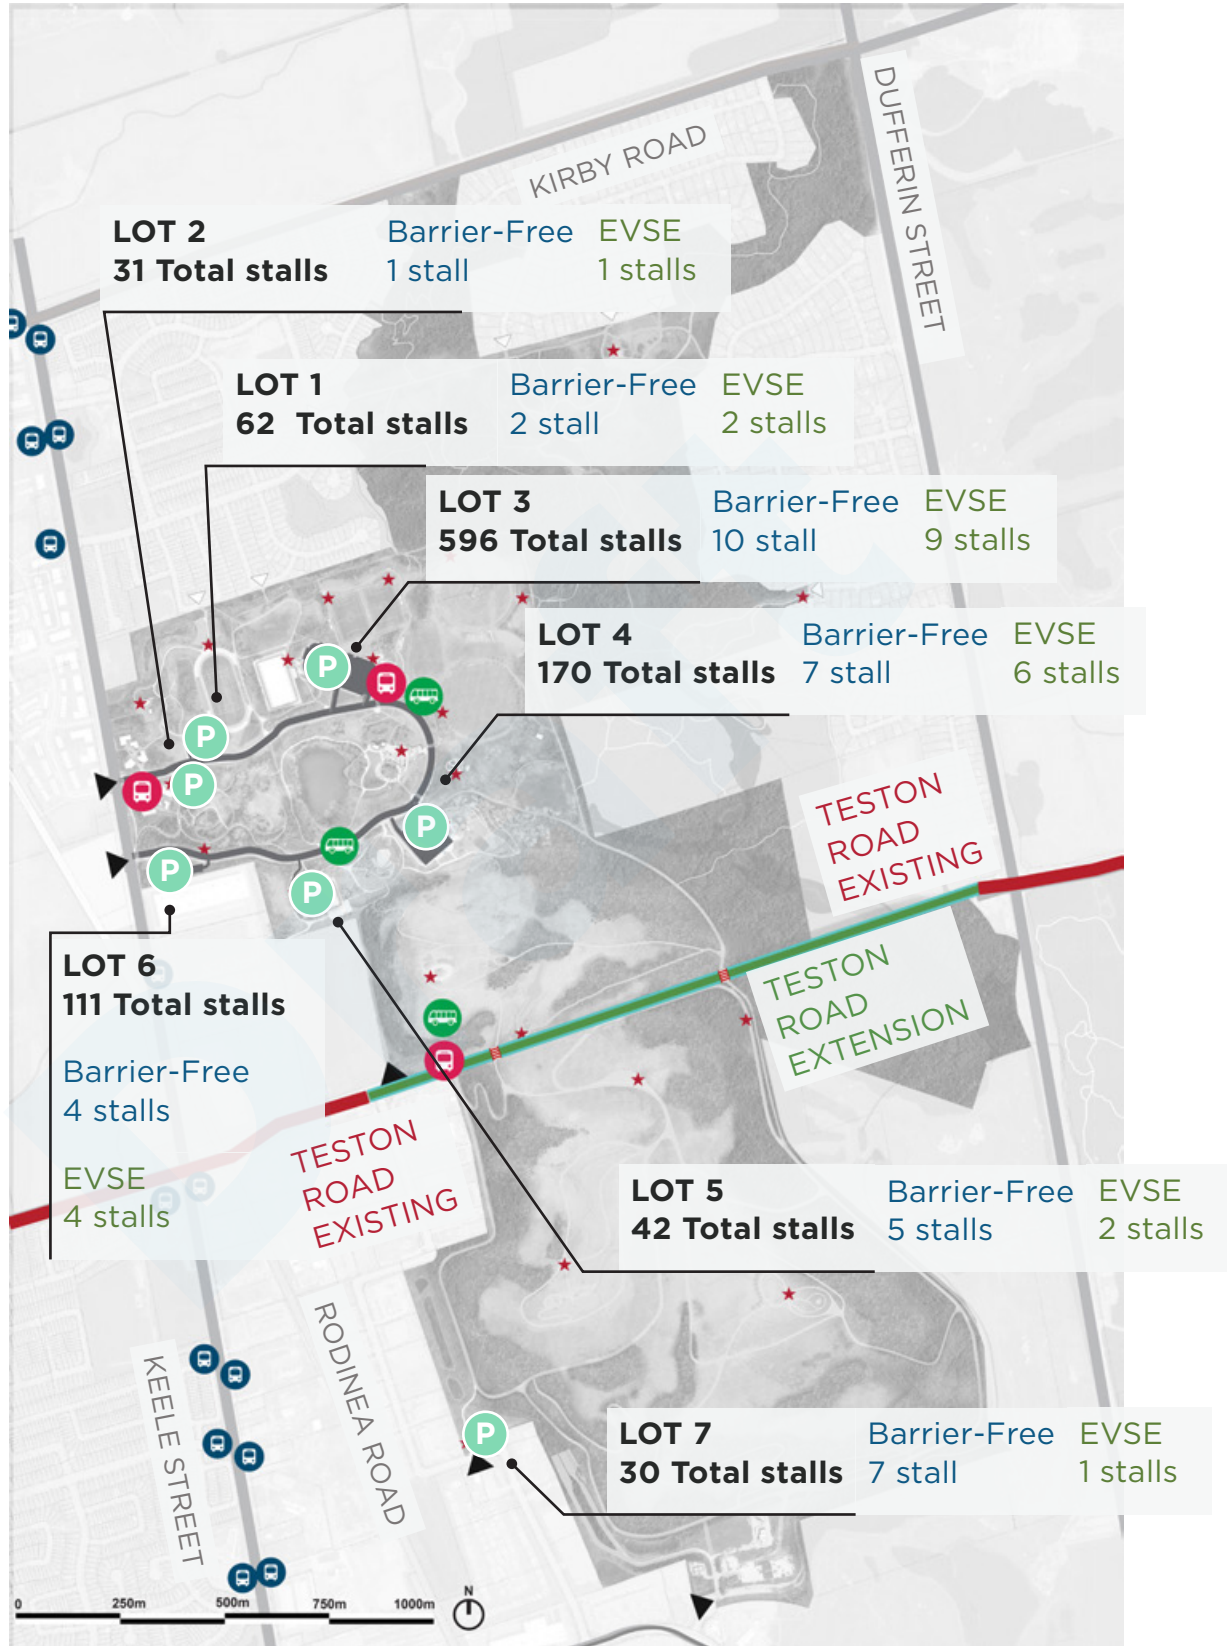 KIRBY ROAD
DUFFERIN STREET
LOT 2
31 Total stalls
Barrier-Free
1 stall
EVSE
1 stalls
LOT 1
62 Total stalls
Barrier-Free
2 stall
EVSE
2 stalls
LOT 3
596 Total stalls
Barrier-Free
10 stall
EVSE
9 stalls
LOT 4
170 Total stalls
Barrier-Free
7 stall
EVSE
6 stalls
P
P
P
P
P
P
TESTON
ROAD
EXISTING
TESTON
ROAD
EXTENSION
LOT 6
111 Total stalls
Barrier-Free
4 stalls
EVSE
4 stalls
TESTON
ROAD
EXISTING
LOT 5
42 Total stalls
Barrier-Free
5 stalls
EVSE
2 stalls
KEELE STREET
RODINEA ROAD
P
LOT 7
30 Total stalls
Barrier-Free
7 stall
EVSE
1 stalls
0 250m 500m 750m 1000m
N